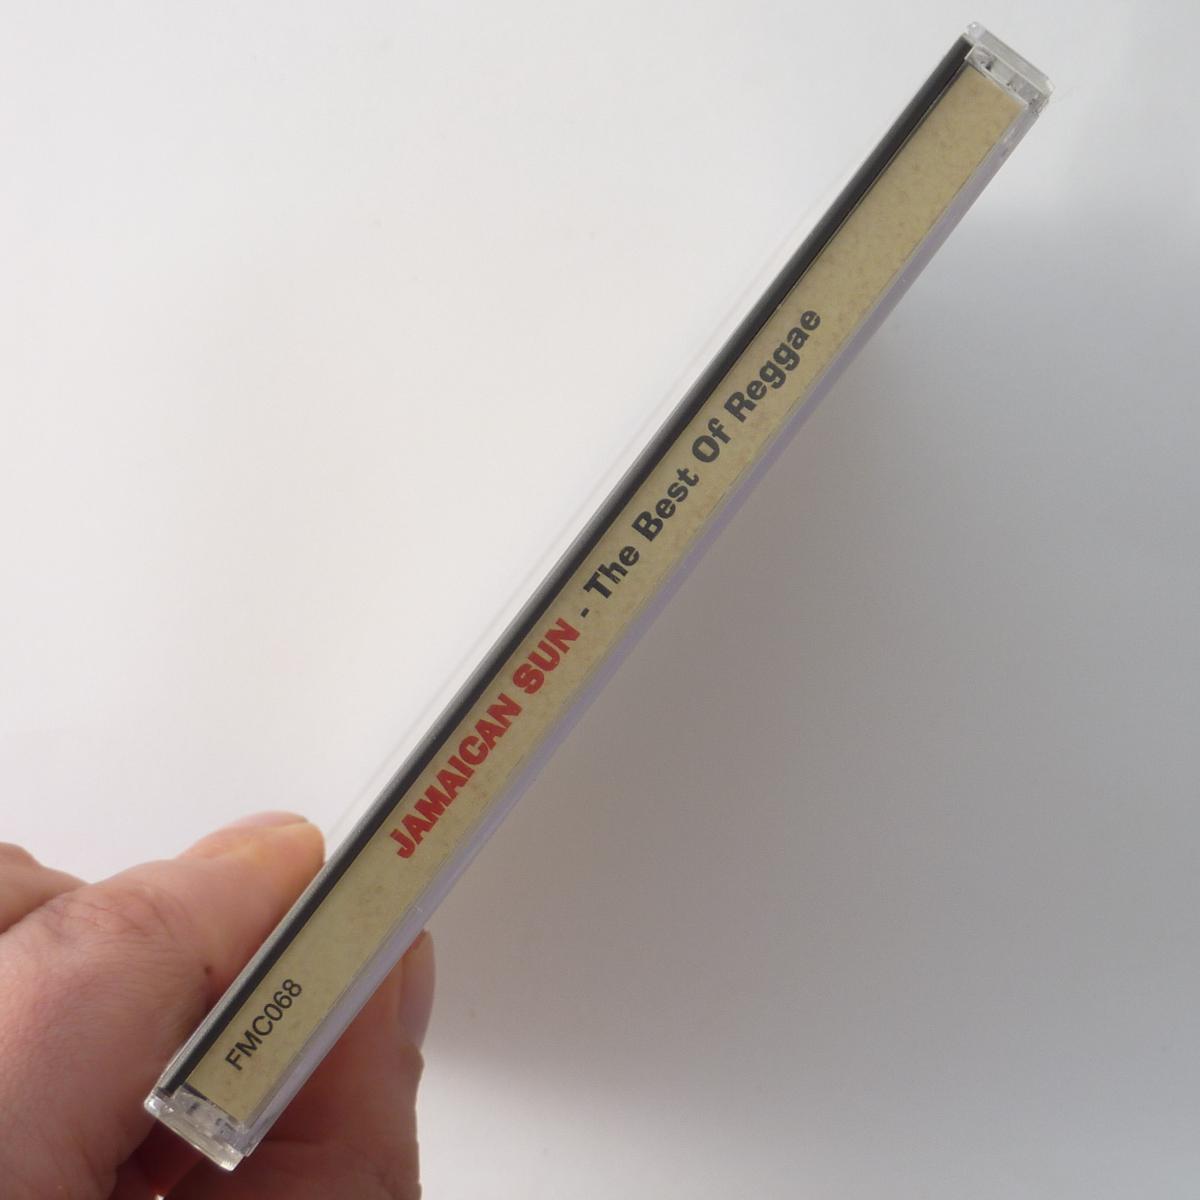 FMC068 JAMAICAN SUN - The Best Of Reggae